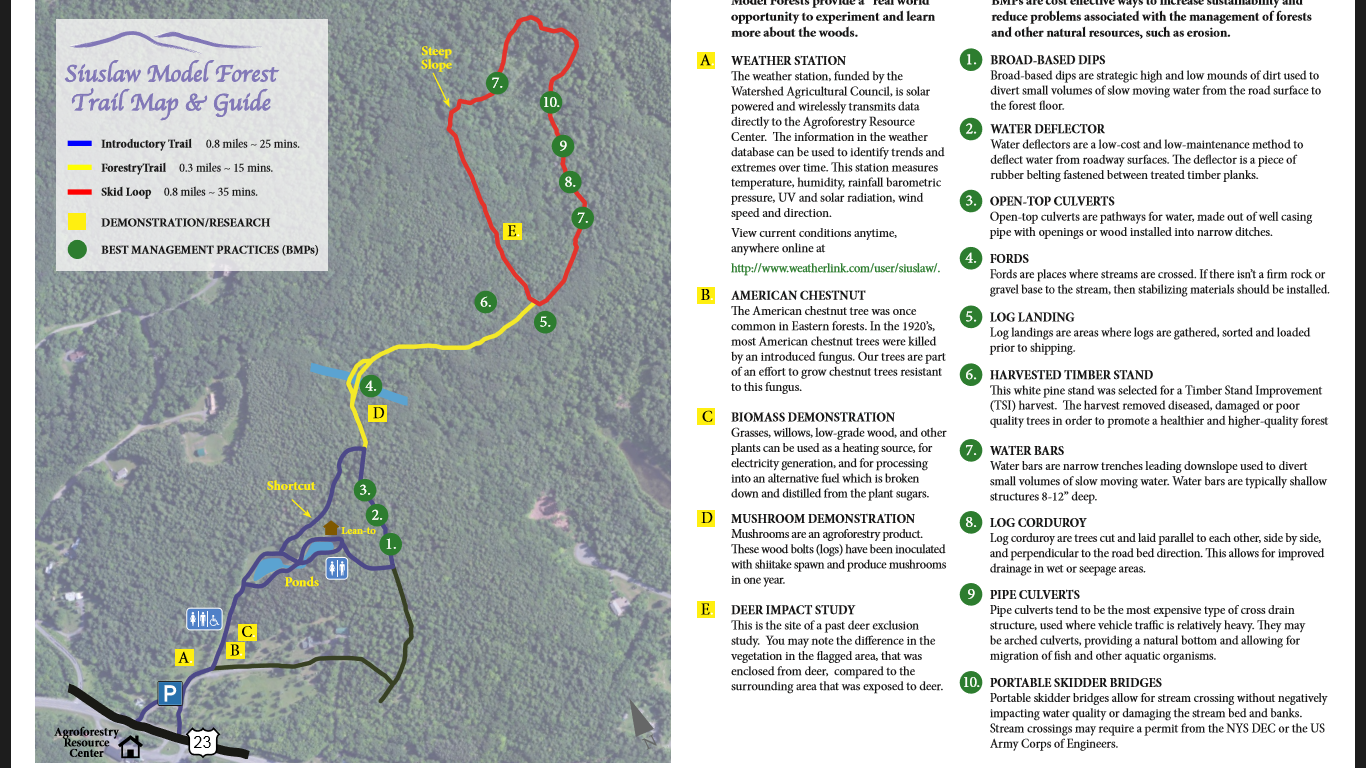 Siuslaw Model Forest
Trail Map & Guide
Introductory Trail 0.8 miles ~ 25 mins.
ForestryTrail 0.3 miles ~ 15 mins.
Skid Loop 0.8 miles ~ 35 mins.
DEMONSTRATION/RESEARCH
BEST MANAGEMENT PRACTICES (BMPs)
Steep
Slope
7.
10.
9
8.
7.
E
6.
5.
4.
D
3.
Shortcut
2.
Lean-to
1.
Ponds
C
B
A
P
23
Agroforestry
Resource
Center
Model Forests provide a "real world
opportunity to experiment and learn
more about the woods.
A WEATHER STATION
The weather station, funded by the
Watershed Agricultural Council, is solar
powered and wirelessly transmits data
directly to the Agroforestry Resource
Center. The information in the weather
database can be used to identify trends and
extremes over time. This station measures
temperature, humidity, rainfall barometric
pressure, UV and solar radiation, wind
speed and direction.
View current conditions anytime,
anywhere online at
http://www.weatherlink.com/user/siuslaw/.
B AMERICAN CHESTNUT
The American chestnut tree was once
common in Eastern forests. In the 1920's,
most American chestnut trees were killed
by an introduced fungus. Our trees are part
of an effort to grow chestnut trees resistant
to this fungus.
C BIOMASS DEMONSTRATION
Grasses, willows, low-grade wood, and other
plants can be used as a heating source, for
electricity generation, and for processing
into an alternative fuel which is broken
down and distilled from the plant sugars.
D MUSHROOM DEMONSTRATION
Mushrooms are an agroforestry product.
These wood bolts (logs) have been inoculated
with shiitake spawn and produce mushrooms
in one year.
E DEER IMPACT STUDY
This is the site of a past deer exclusion
study. You may note the difference in the
vegetation in the flagged area, that was
enclosed from deer, compared to the
surrounding area that was exposed to deer.
BMPs are cost effective ways to increase sustainability and
reduce problems associated with the management of forests
and other natural resources, such as erosion.
1. BROAD-BASED DIPS
Broad-based dips are strategic high and low mounds of dirt used to
divert small volumes of slow moving water from the road surface to
the forest floor.
2. WATER DEFLECTOR
Water deflectors are a low-cost and low-maintenance method to
deflect water from roadway surfaces. The deflector is a piece of
rubber belting fastened between treated timber planks.
3. OPEN-TOP CULVERTS
Open-top culverts are pathways for water, made out of well casing
pipe with openings or wood installed into narrow ditches.
4. FORDS
Fords are places where streams are crossed. If there isn't a firm rock or
gravel base to the stream, then stabilizing materials should be installed.
5. LOG LANDING
Log landings are areas where logs are gathered, sorted and loaded
prior to shipping.
6. HARVESTED TIMBER STAND
This white pine stand was selected for a Timber Stand Improvement
(TSI) harvest. The harvest removed diseased, damaged or poor
quality trees in order to promote a healthier and higher-quality forest
7. WATER BARS
Water bars are narrow trenches leading downslope used to divert
small volumes of slow moving water. Water bars are typically shallow
structures 8-12" deep.
8. LOG CORDUROY
Log corduroy are trees cut and laid parallel to each other, side by side,
and perpendicular to the road bed direction. This allows for improved
drainage in wet or seepage areas.
9 PIPE CULVERTS
Pipe culverts tend to be the most expensive type of cross drain
structure, used where vehicle traffic is relatively heavy. They may
be arched culverts, providing a natural bottom and allowing for
migration of fish and other aquatic organisms.
10. PORTABLE SKIDDER BRIDGES
Portable skidder bridges allow for stream crossing without negatively
impacting water quality or damaging the stream bed and banks.
Stream crossings may require a permit from the NYS DEC or the US
Army Corps of Engineers.